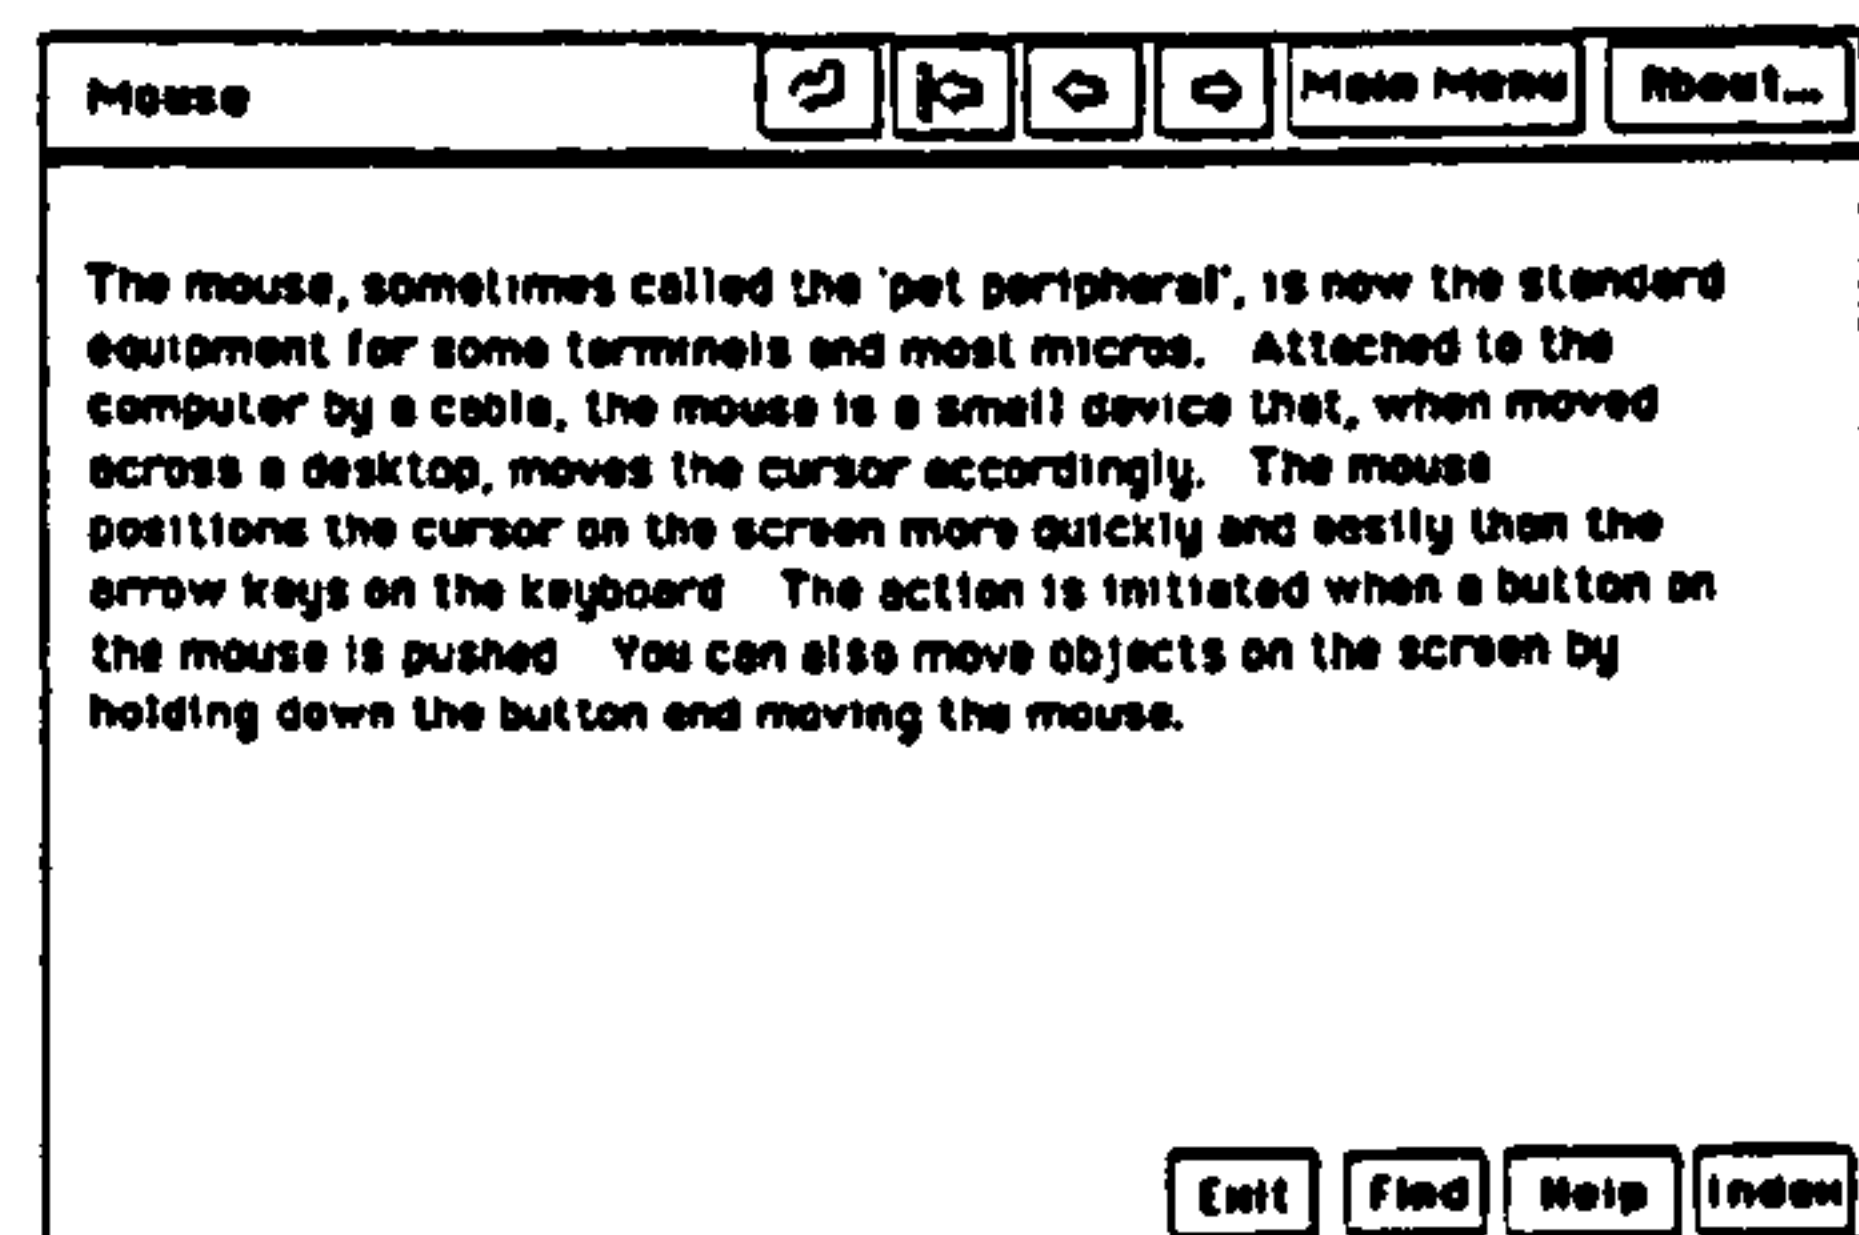 Mouse
Main Menu
About...
The mouse, sometimes called the "pet peripheral", is now the standard
equipment for some terminals and most micros. Attached to the
computer by a cable, the mouse is a small device that, when moved
across a desktop, moves the cursor accordingly. The mouse
positions the cursor on the screen more quickly and easily than the
arrow keys on the keyboard The action is initiated when a button on
the mouse is pushed You can also move objects on the screen by
holding down the button and moving the mouse.
Exit
Find
Help
Index